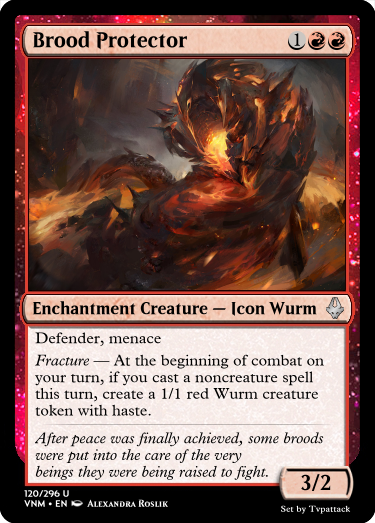 Brood Protector 1
Enchantment Creature — Icon Wurm
Defender, menace
Fracture — At the beginning of combat on
your turn, if you cast a noncreature spell
this turn, create a 1/1 red Wurm creature
token with haste.
After peace was finally achieved, some broods
were put into the care of the very
beings they were being raised to fight.
3/2
120/296 U
VNM • EN Alexandra Roslik
Set by Tvpattack